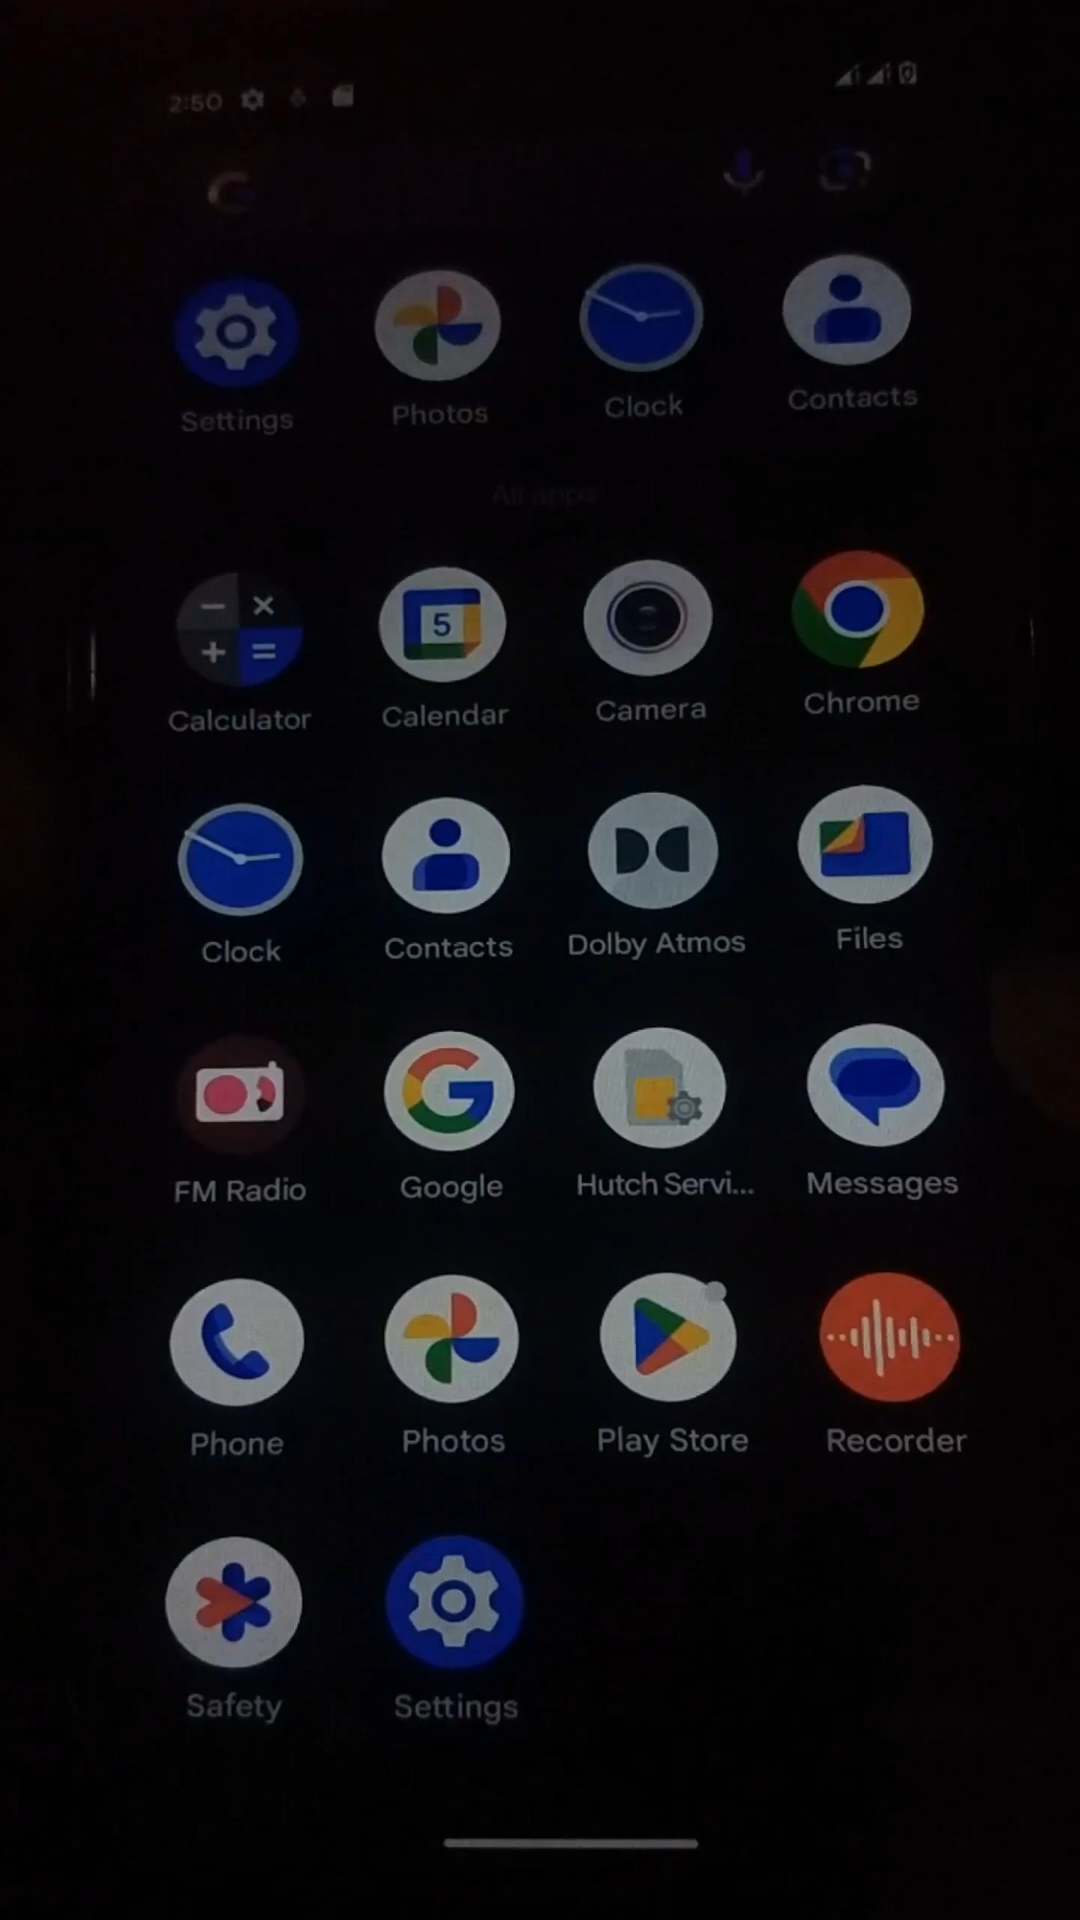 2:50
Settings Photos Clock Contacts
All apps
5
Calculator Calendar Camera Chrome
Clock Contacts Dolby Atmos Files
FM Radio Google Hutch Servi... Messages
Phone Photos Play Store Recorder
Safety Settings